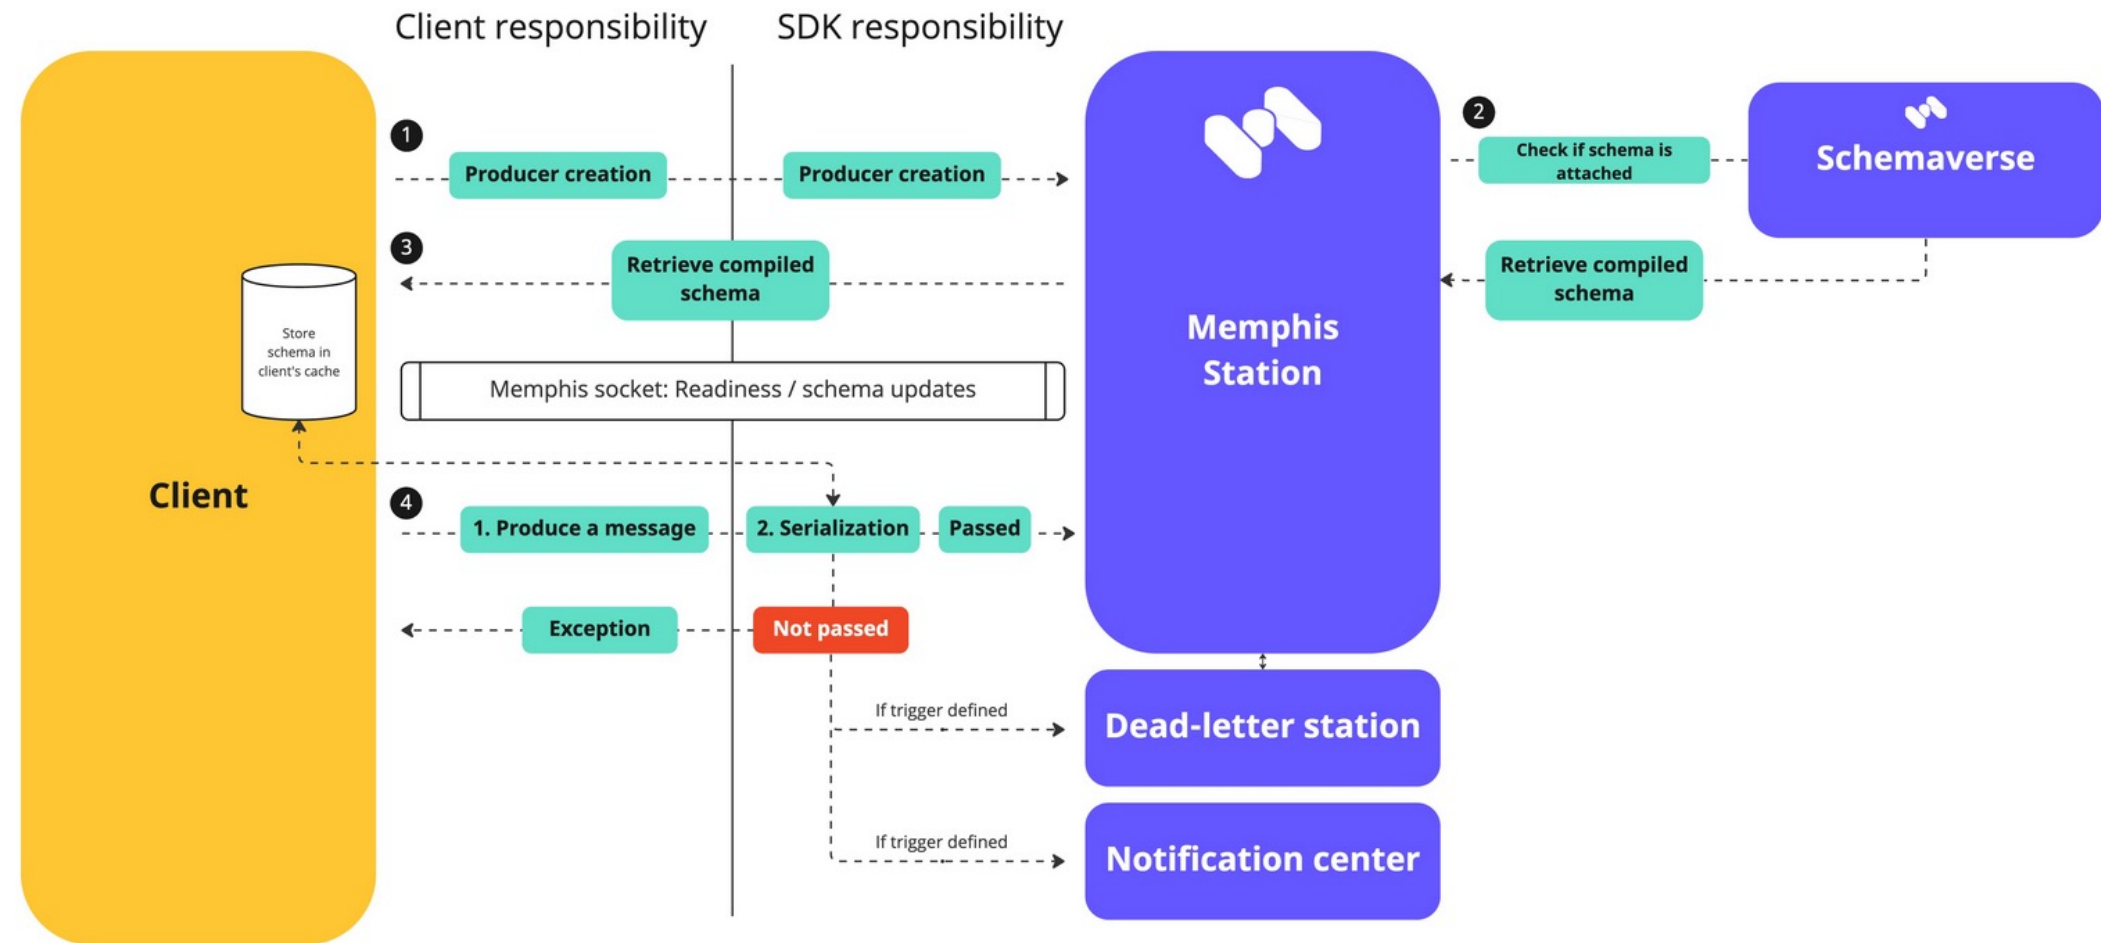 Client responsibility
SDK responsibility
1
Producer creation
Producer creation
2
Check if schema is
attached
Schemaverse
3
Retrieve compiled
schema
Retrieve compiled
schema
Store
schema in
client's cache
Memphis
Station
Memphis socket: Readiness / schema updates
Client
4
1. Produce a message
2. Serialization
Passed
Exception
Not passed
If trigger defined
Dead-letter station
If trigger defined
Notification center